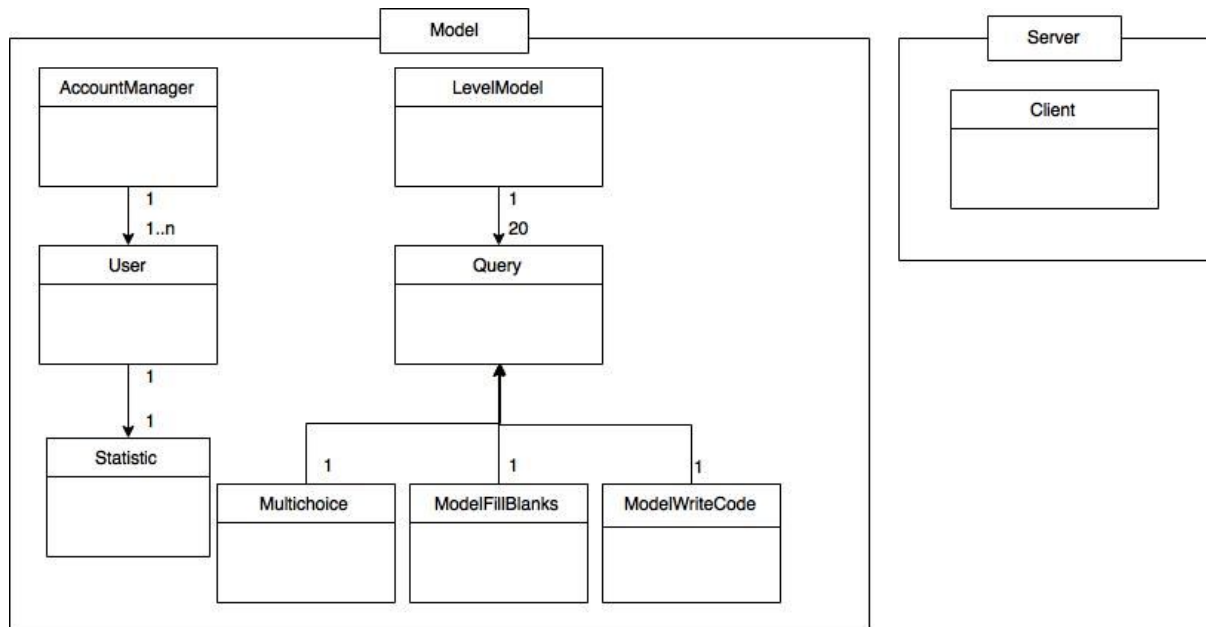 Model
Server
AccountManager
LevelModel
Client
1
1
1..n
20
User
Query
1
1
Statistic
1
1
1
Multichoice
ModelFillBlanks
ModelWriteCode